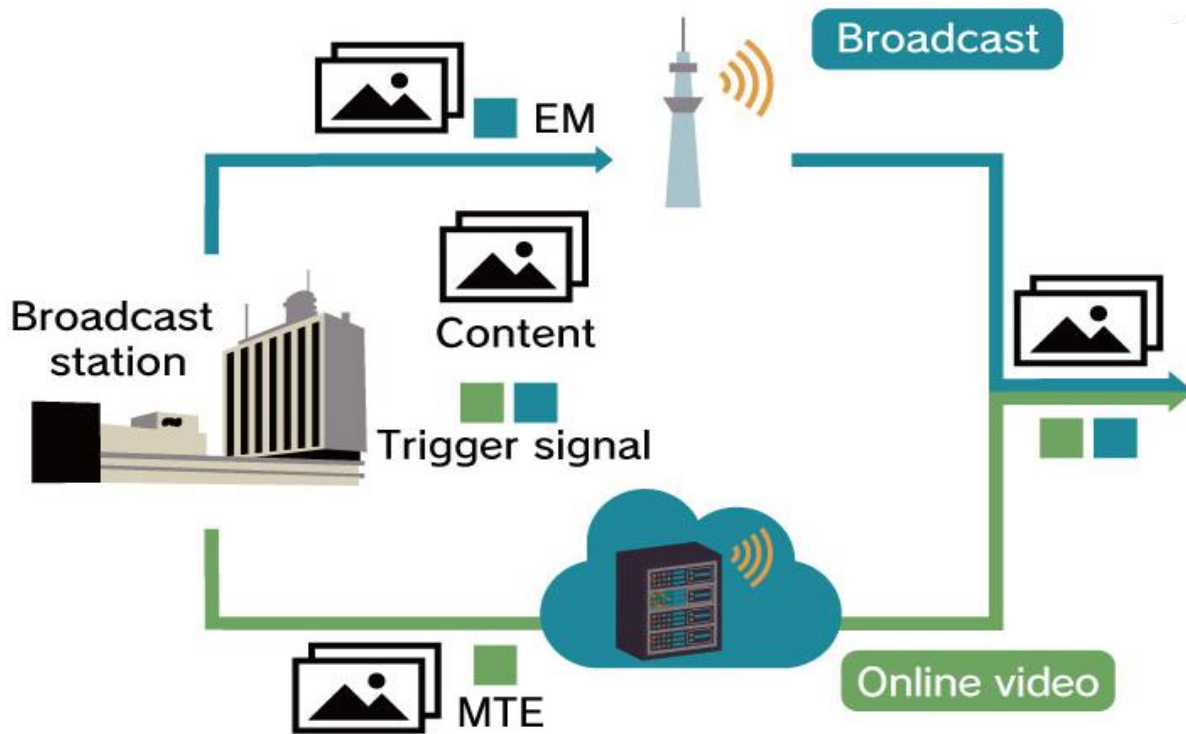 Broadcast
EM
Broadcast
station
Content
Trigger signal
Online video
MTE